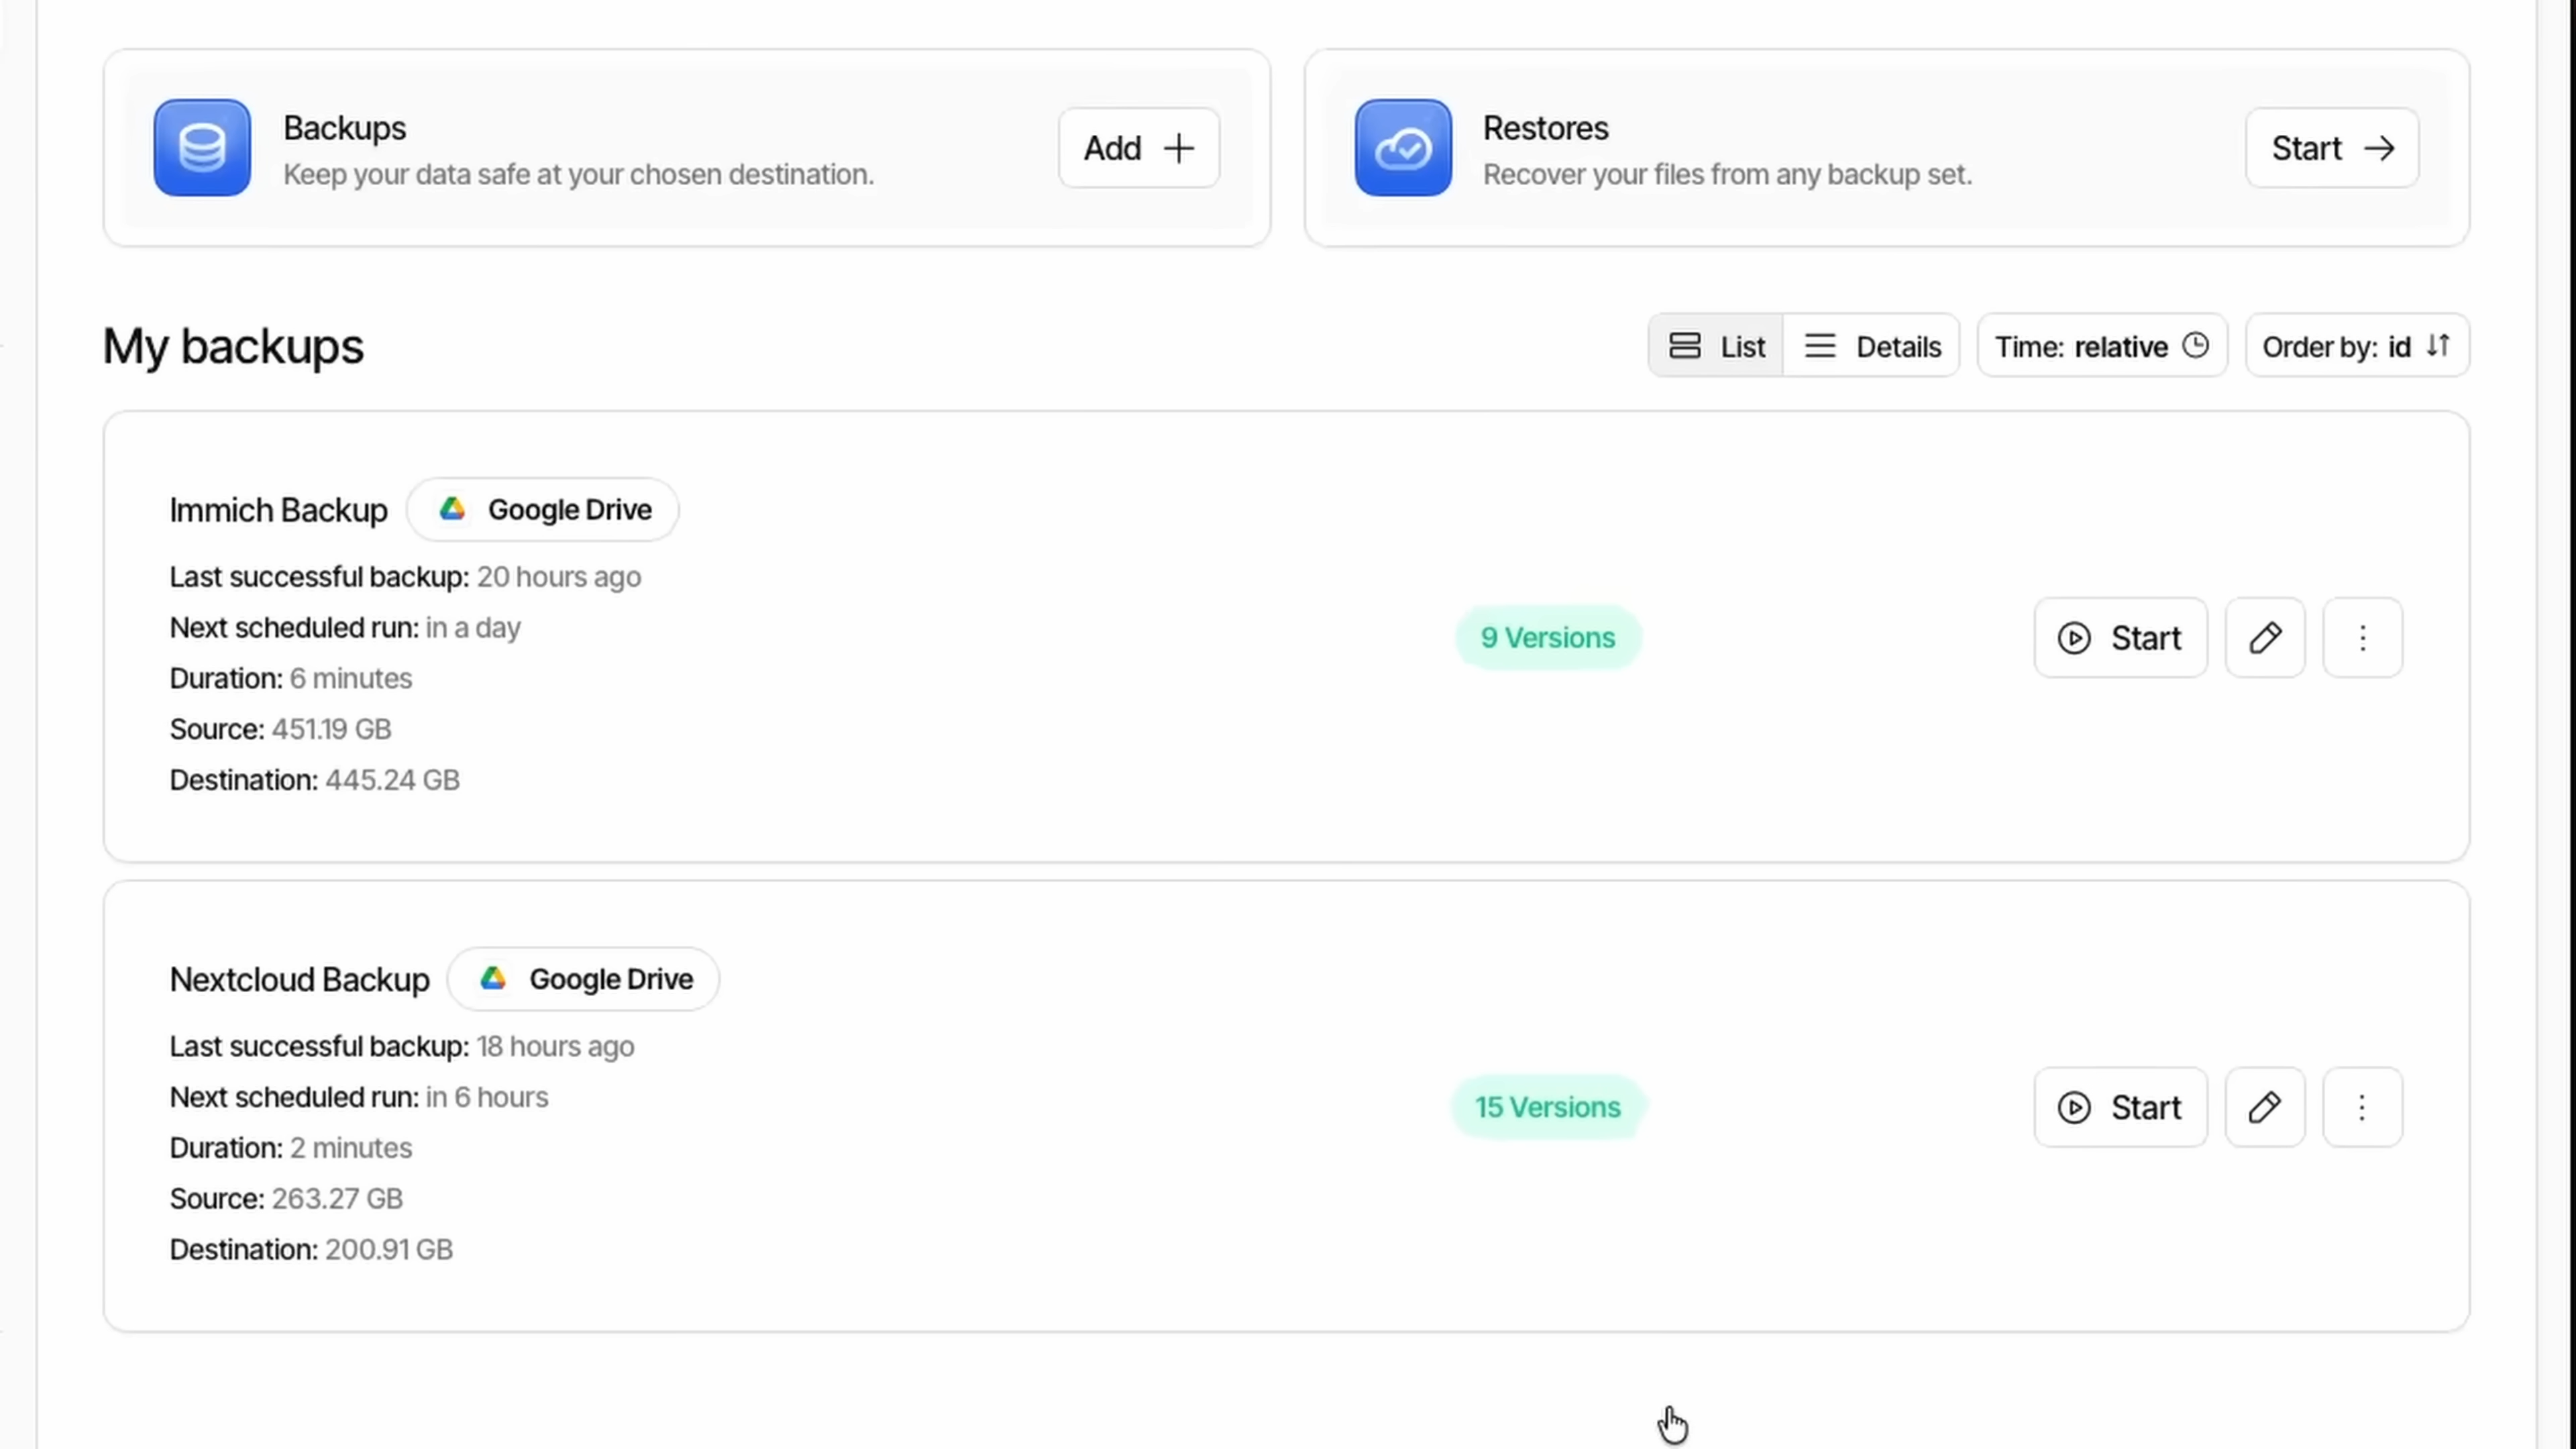 Backups
Keep your data safe at your chosen destination.
Add
Restores
Recover your files from any backup set.
Start
My backups
List
Details
Time: relative
Order by: id
Immich Backup
Google Drive
Last successful backup: 20 hours ago
Next scheduled run: in a day
Duration: 6 minutes
Source: 451.19 GB
Destination: 445.24 GB
9 Versions
Start
Nextcloud Backup
Google Drive
Last successful backup: 18 hours ago
Next scheduled run: in 6 hours
Duration: 2 minutes
Source: 263.27 GB
Destination: 200.91 GB
15 Versions
Start